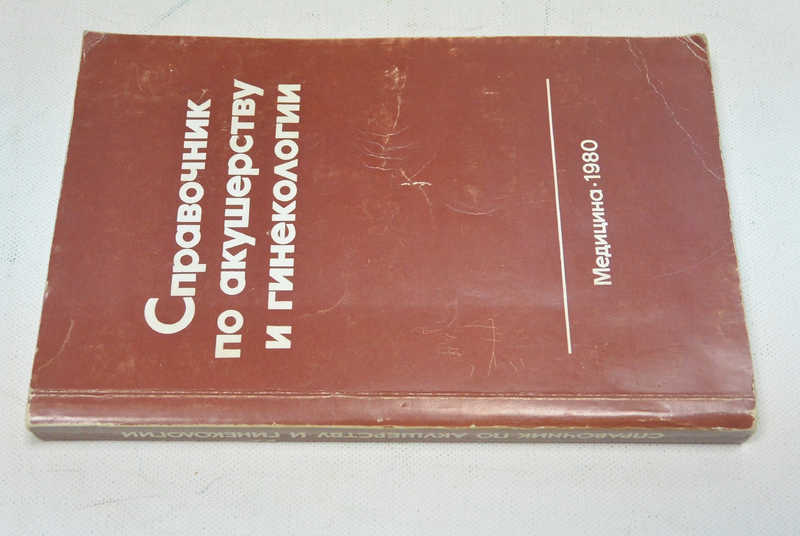 Справочник
по акушерству
и гинекологии
Медицина·1980
СПРАВОЧНИК ПО АКУШЕРСТВУ И ГИНЕКОЛОГИИ